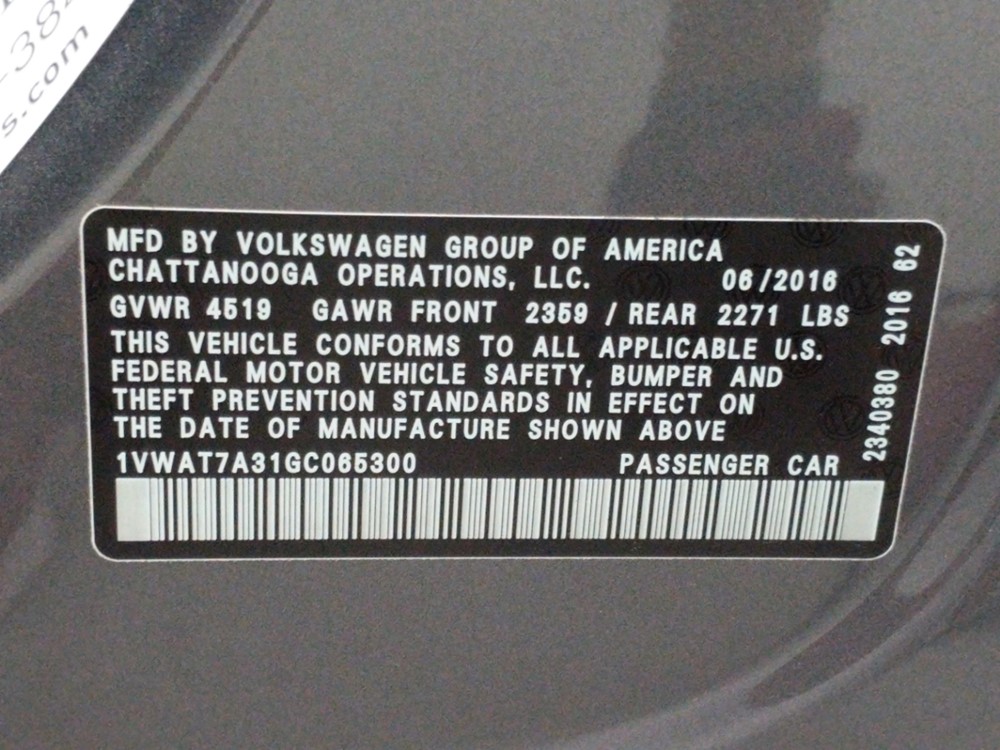 38
s.com
MFD BY VOLKSWAGEN GROUP OF AMERICA
CHATTANOOGA OPERATIONS, LLC. 06/2016
GVWR 4519 GAWR FRONT 2359 / REAR 2271 LBS
THIS VEHICLE CONFORMS TO ALL APPLICABLE U.S.
FEDERAL MOTOR VEHICLE SAFETY, BUMPER AND
THEFT PREVENTION STANDARDS IN EFFECT ON
THE DATE OF MANUFACTURE SHOWN ABOVE
1VWAT7A31GC065300 PASSENGER CAR
2340380 2016 62